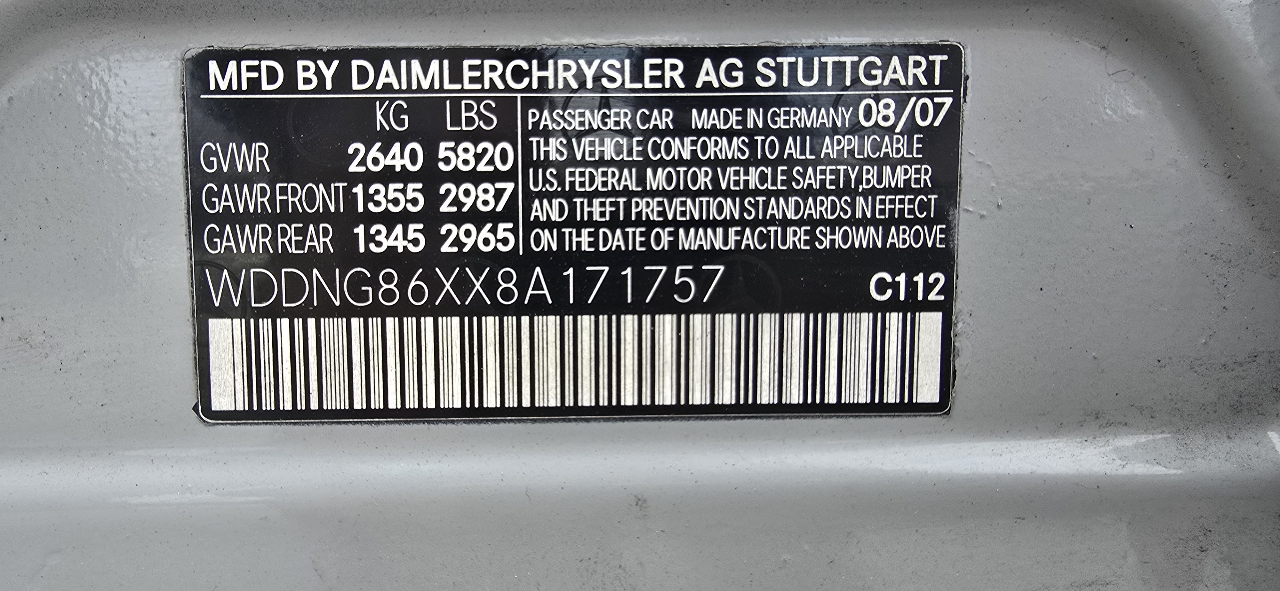 MFD BY DAIMLERCHRYSLER AG STUTTGART
KG LBS
GVWR 2640 5820
GAWR FRONT 1355 2987
GAWR REAR 1345 2965
PASSENGER CAR MADE IN GERMANY 08/07
THIS VEHICLE CONFORMS TO ALL APPLICABLE
U.S. FEDERAL MOTOR VEHICLE SAFETY,BUMPER
AND THEFT PREVENTION STANDARDS IN EFFECT
ON THE DATE OF MANUFACTURE SHOWN ABOVE
WDDNG86XX8A171757 C112